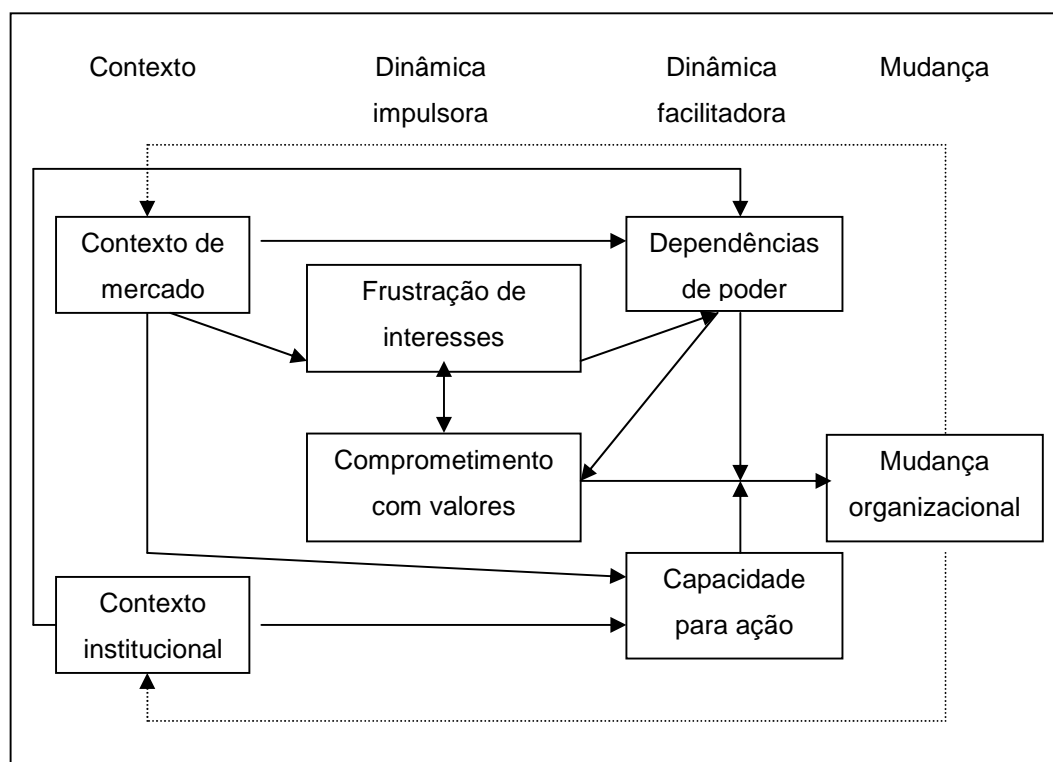 Contexto
Dinâmica
impulsora
Dinâmica
facilitadora
Mudança
Contexto de
mercado
Frustração de
interesses
Dependências
de poder
Comprometimento
com valores
Mudança
organizacional
Contexto
institucional
Capacidade
para ação